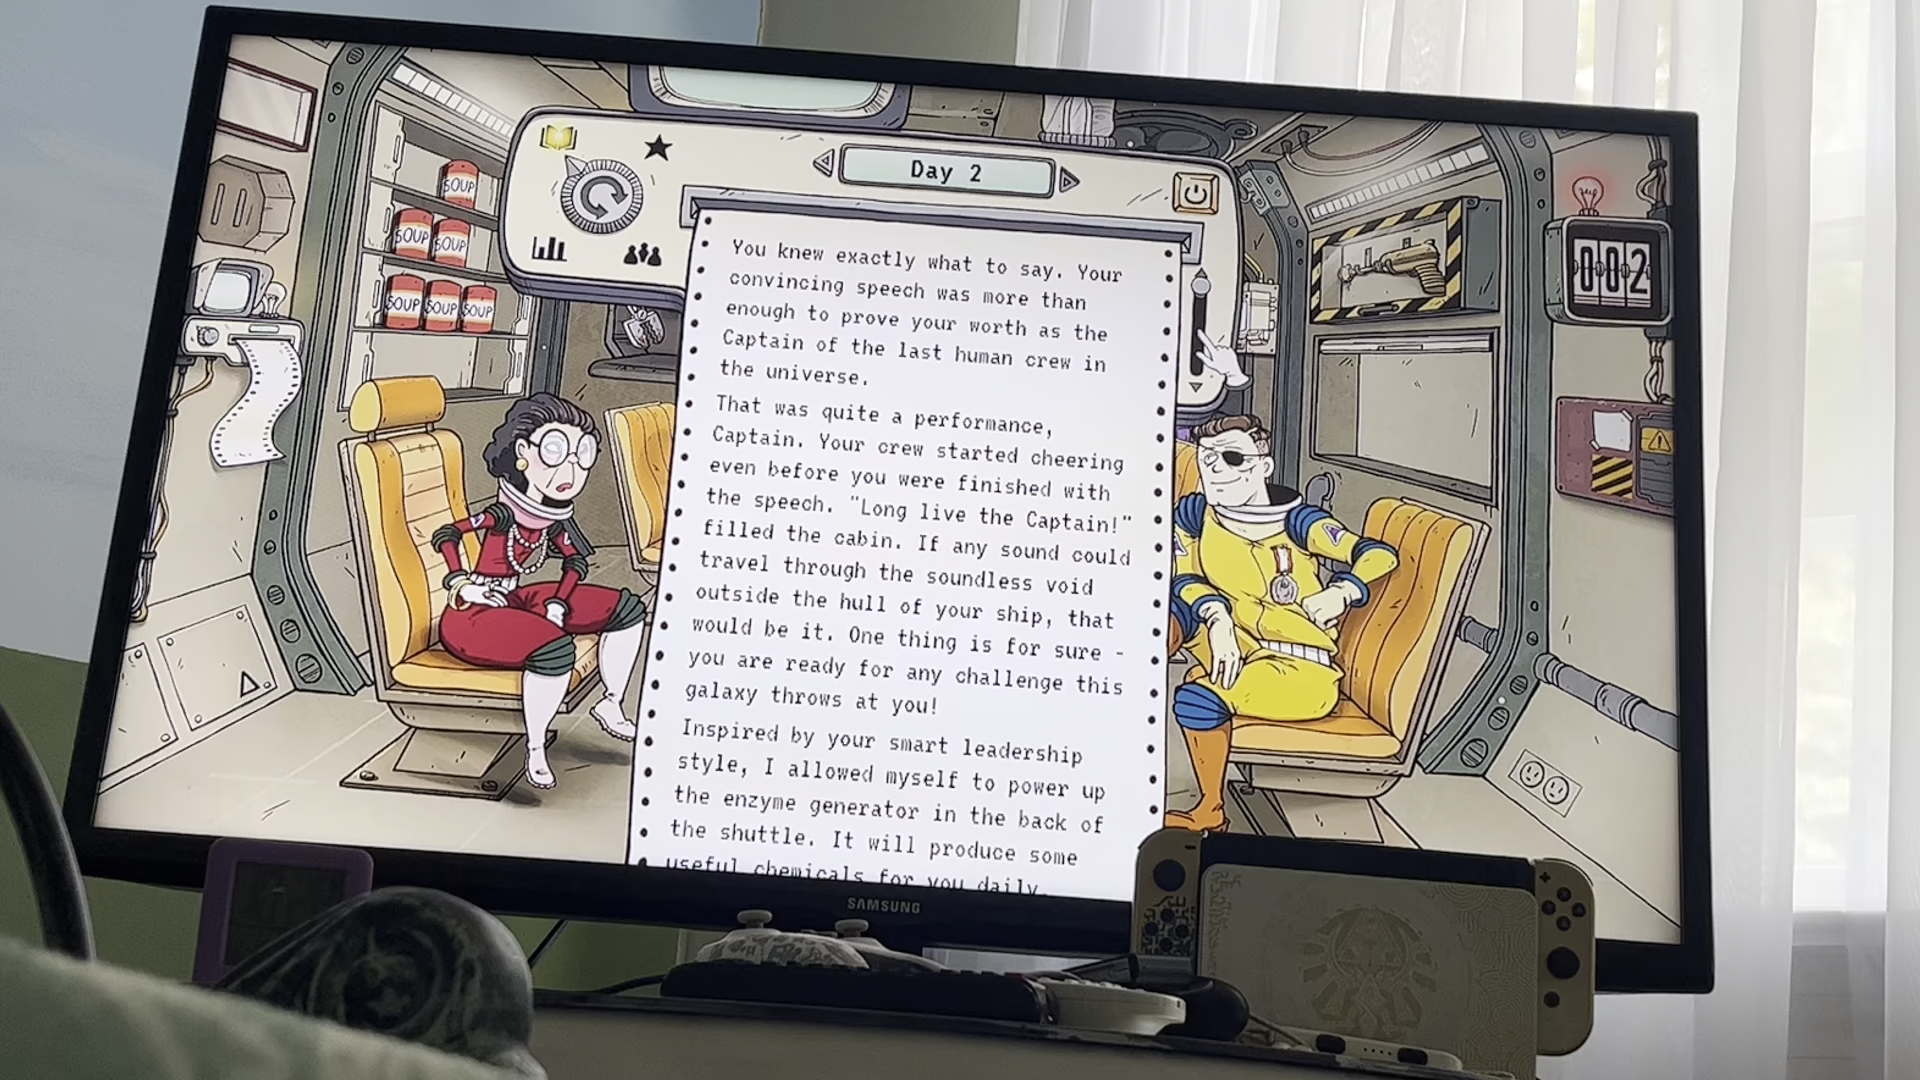 Day 2
SOUP
SOUP
SOUP
SOUP
SOUP
SOUP
002
You knew exactly what to say. Your
convincing speech was more than
enough to prove your worth as the
Captain of the last human crew in
the universe.
That was quite a performance,
Captain. Your crew started cheering
even before you were finished with
the speech. "Long live the Captain!"
filled the cabin. If any sound could
travel through the soundless void
outside the hull of your ship, that
would be it. One thing is for sure -
you are ready for any challenge this
galaxy throws at you!
Inspired by your smart leadership
style, I allowed myself to power up
the enzyme generator in the back of
the shuttle. It will produce some
useful chemicals for you daily.
SAMSUNG